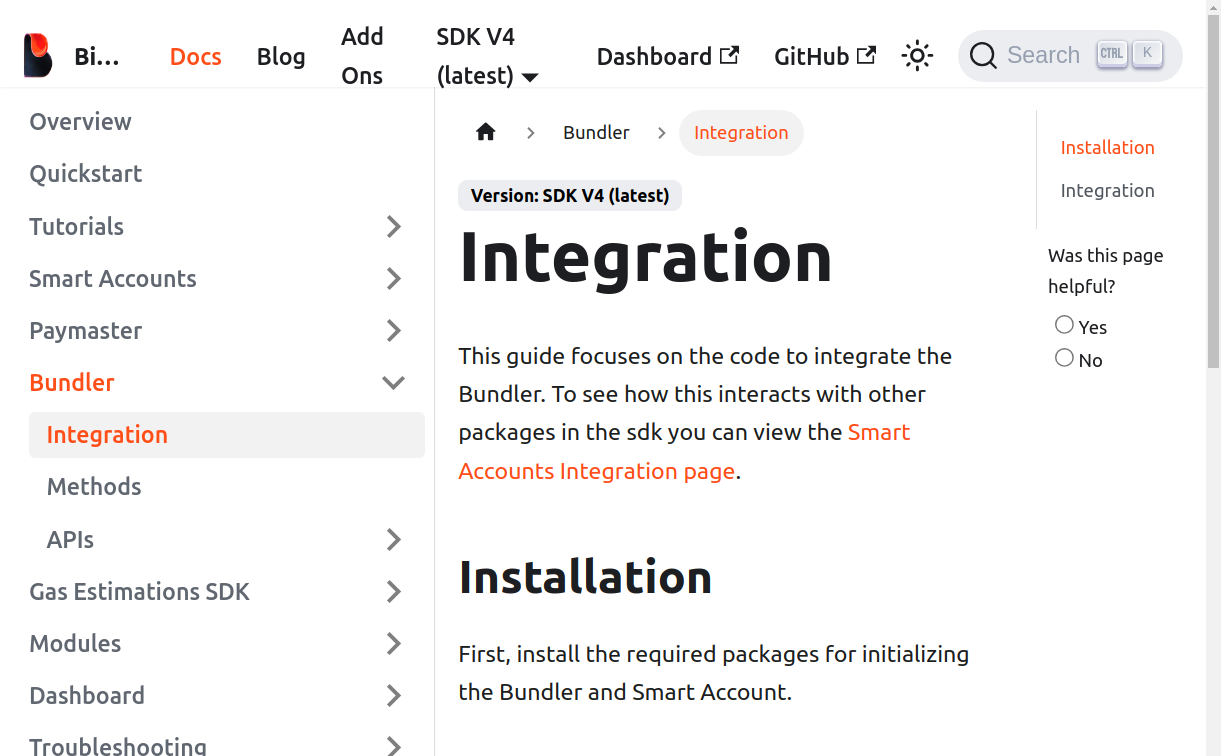 Bi...
Docs
Blog
Add
Ons
SDK V4
(latest)
Dashboard
GitHub
Search
CTRL
K
Overview
Quickstart
Tutorials
Smart Accounts
Paymaster
Bundler
Integration
Methods
APIs
Gas Estimations SDK
Modules
Dashboard
Troubleshooting
Bundler
Integration
Version: SDK V4 (latest)
Integration
This guide focuses on the code to integrate the
Bundler. To see how this interacts with other
packages in the sdk you can view the Smart
Accounts Integration page.
Installation
First, install the required packages for initializing
the Bundler and Smart Account.
Installation
Integration
Was this page
helpful?
Yes
No